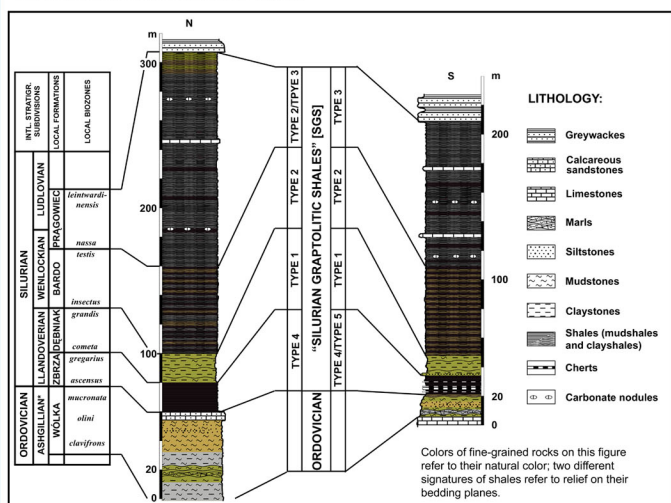 N
m
300
200
100
20
0
INTL. STRATIGR.
SUBDIVISIONS
LOCAL FORMATIONS
LOCAL BIOZONES
SILURIAN
ORDOVICIAN
LUDLOVIAN
WENLOCKIAN
LLANDOVERIAN
ASHGILLIAN*
PRĄGOWIEC
BARDO
DĘBNIAK
ZBRZA
WÓLKA
leintwardi-
nensis
nassa
testis
insectus
grandis
cometa
gregarius
ascensus
mucronata
olini
clavifrons
TYPE 2/TPYE 3
TYPE 2
TYPE 1
TYPE 4
"SILURIAN GRAPTOLITIC SHALES" [SGS]
ORDOVICIAN
TYPE 3
TYPE 2
TYPE 1
TYPE 4/TYPE 5
S
m
200
100
20
0
LITHOLOGY:
Greywackes
Calcareous
sandstones
Limestones
Marls
Siltstones
Mudstones
Claystones
Shales (mudshales
and clayshales)
Cherts
Carbonate nodules
Colors of fine-grained rocks on this figure
refer to their natural color; two different
signatures of shales refer to relief on their
bedding planes.